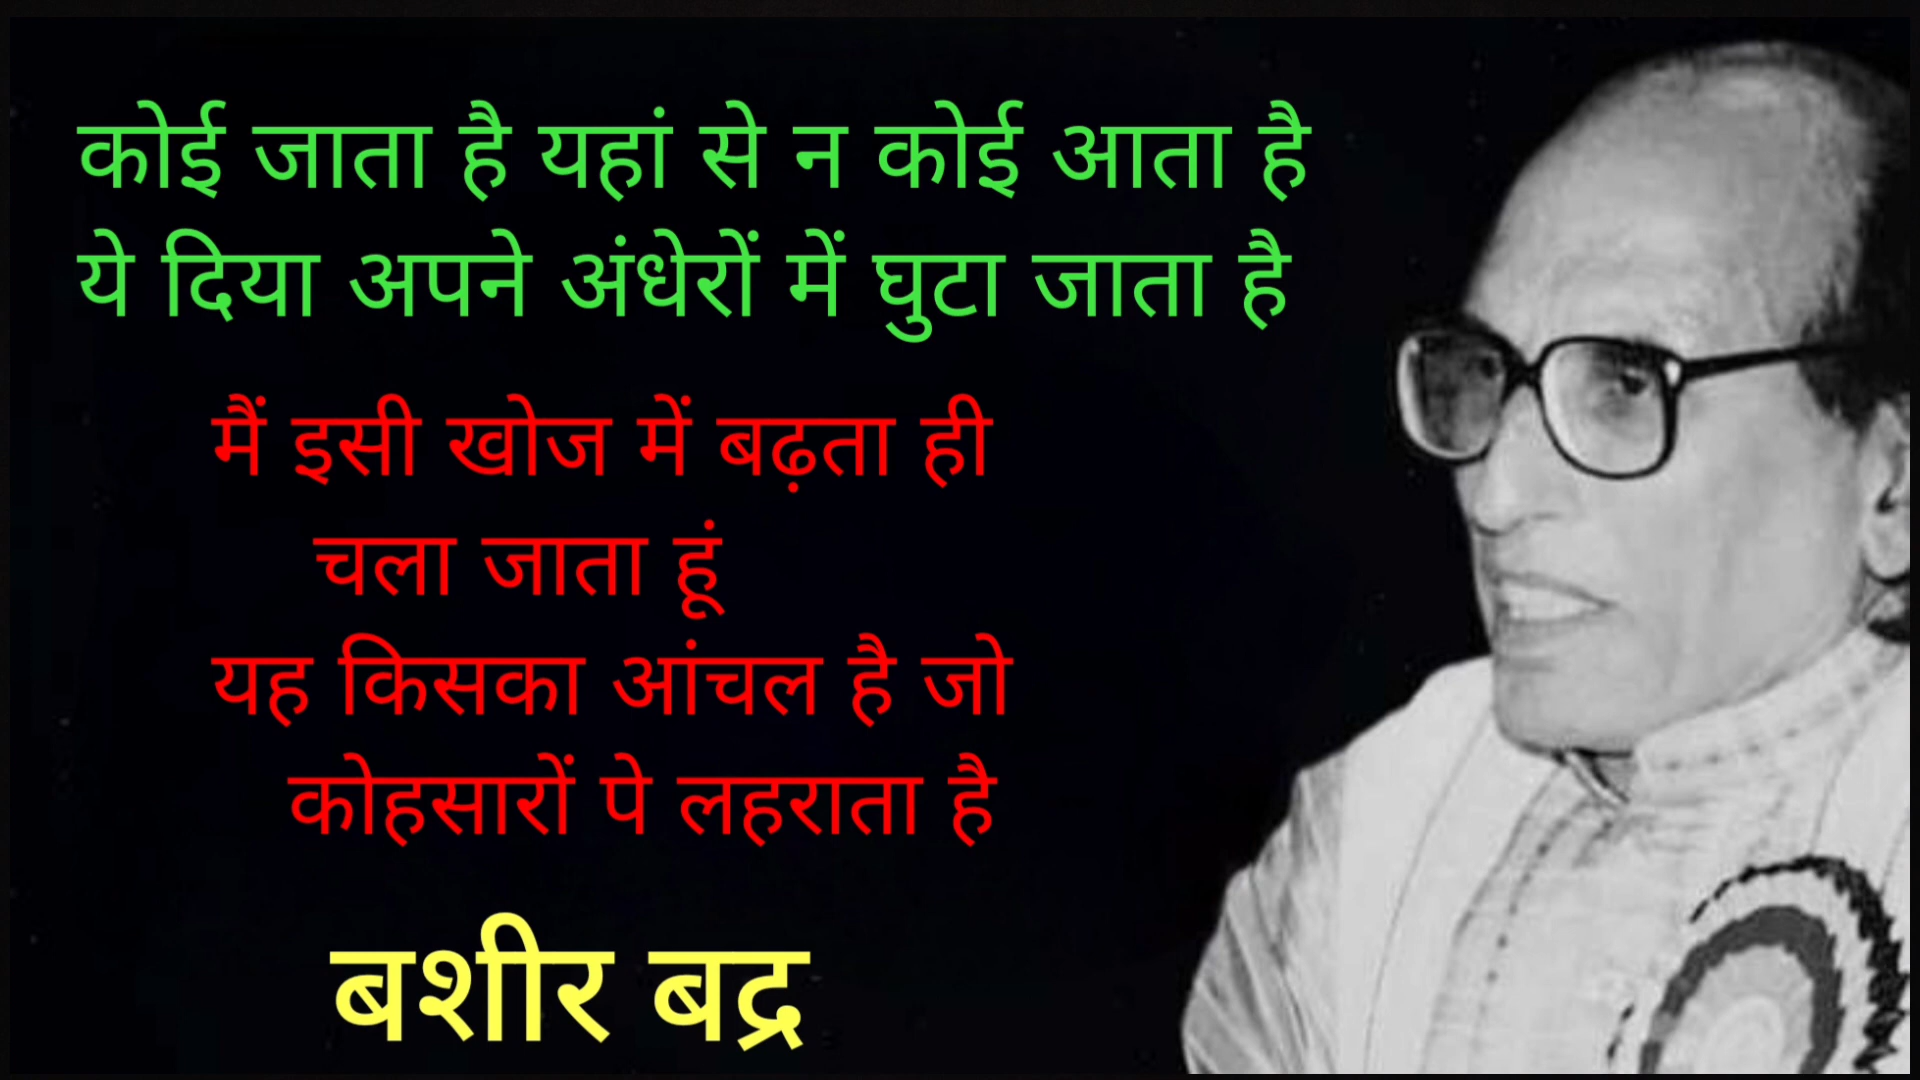 कोई जाता है यहां से न कोई आता है
ये दिया अपने अंधेरों में घुटा जाता है
मैं इसी खोज में बढ़ता ही
चला जाता हूं
यह किसका आंचल है जो
कोहसारों पे लहराता है
बशीर बद्र